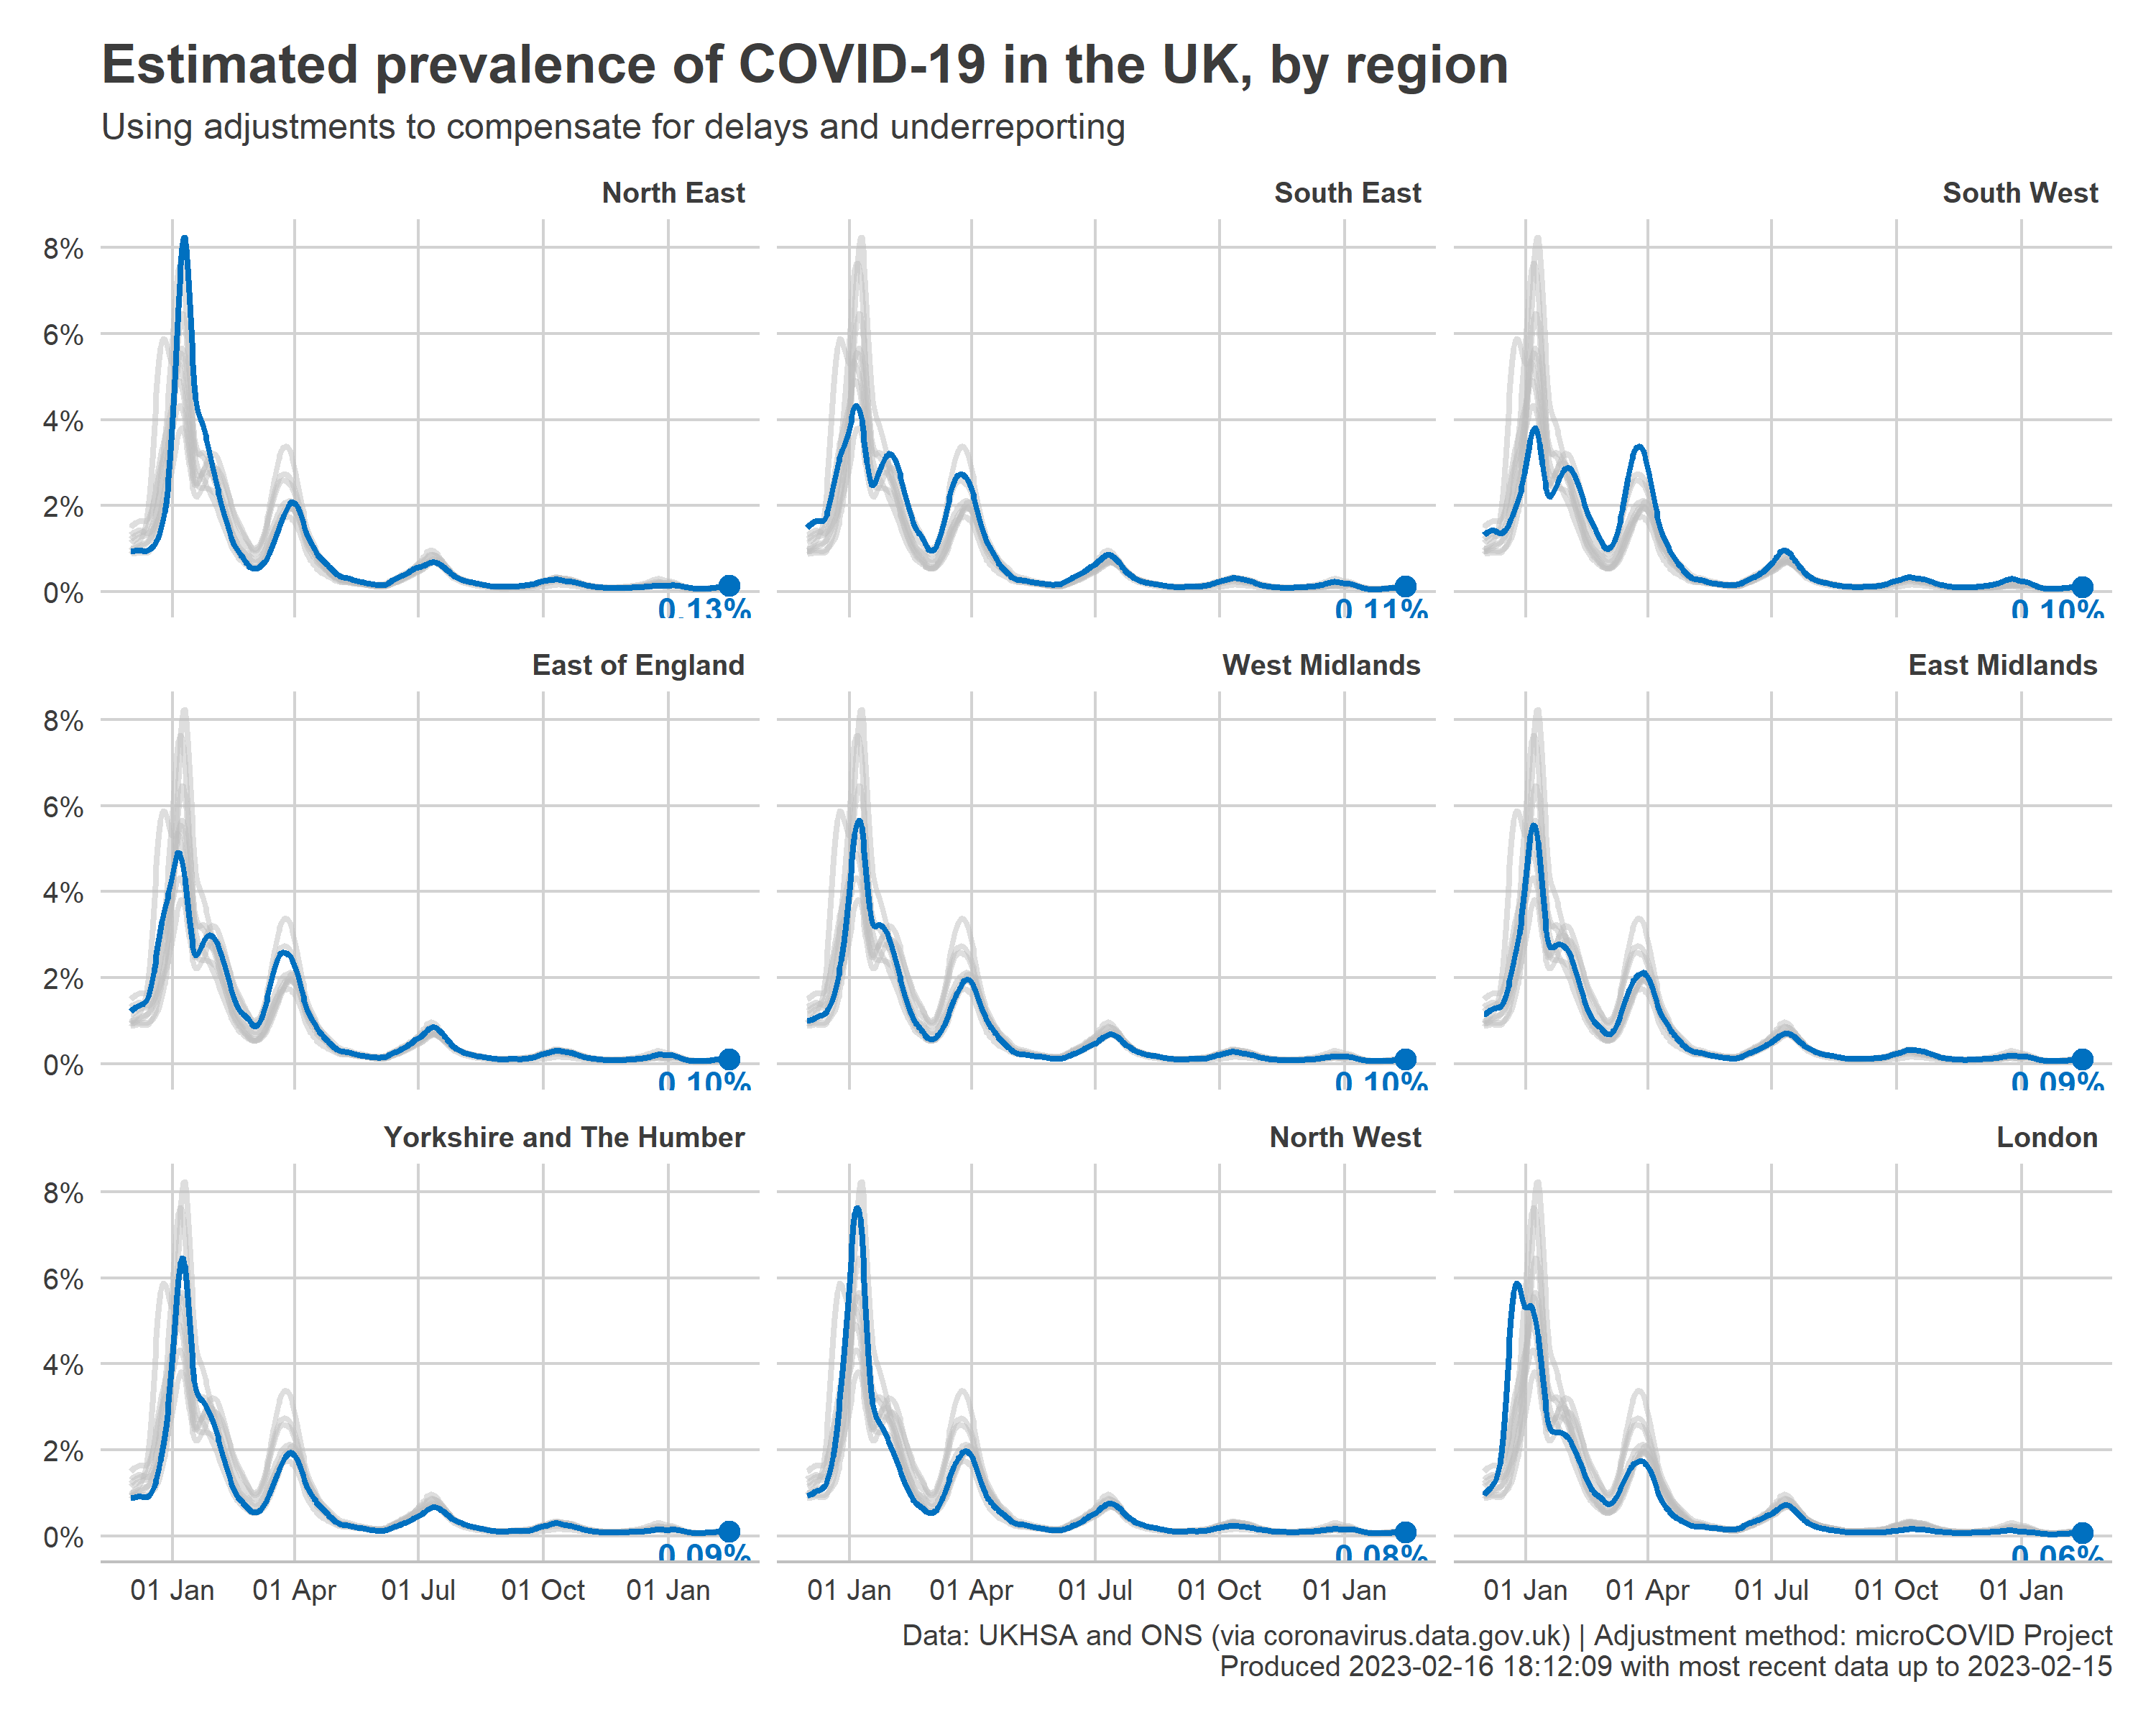 Estimated prevalence of COVID-19 in the UK, by region
Using adjustments to compensate for delays and underreporting
North East
South East
South West
8%
6%
4%
2%
0%
0.13%
0.11%
0.10%
East of England
West Midlands
East Midlands
8%
6%
4%
2%
0%
0.10%
0.10%
0.09%
Yorkshire and The Humber
North West
London
8%
6%
4%
2%
0%
0.09%
0.08%
0.06%
01 Jan 01 Apr 01 Jul 01 Oct 01 Jan
01 Jan 01 Apr 01 Jul 01 Oct 01 Jan
01 Jan 01 Apr 01 Jul 01 Oct 01 Jan
Data: UKHSA and ONS (via coronavirus.data.gov.uk) | Adjustment method: microCOVID Project
Produced 2023-02-16 18:12:09 with most recent data up to 2023-02-15